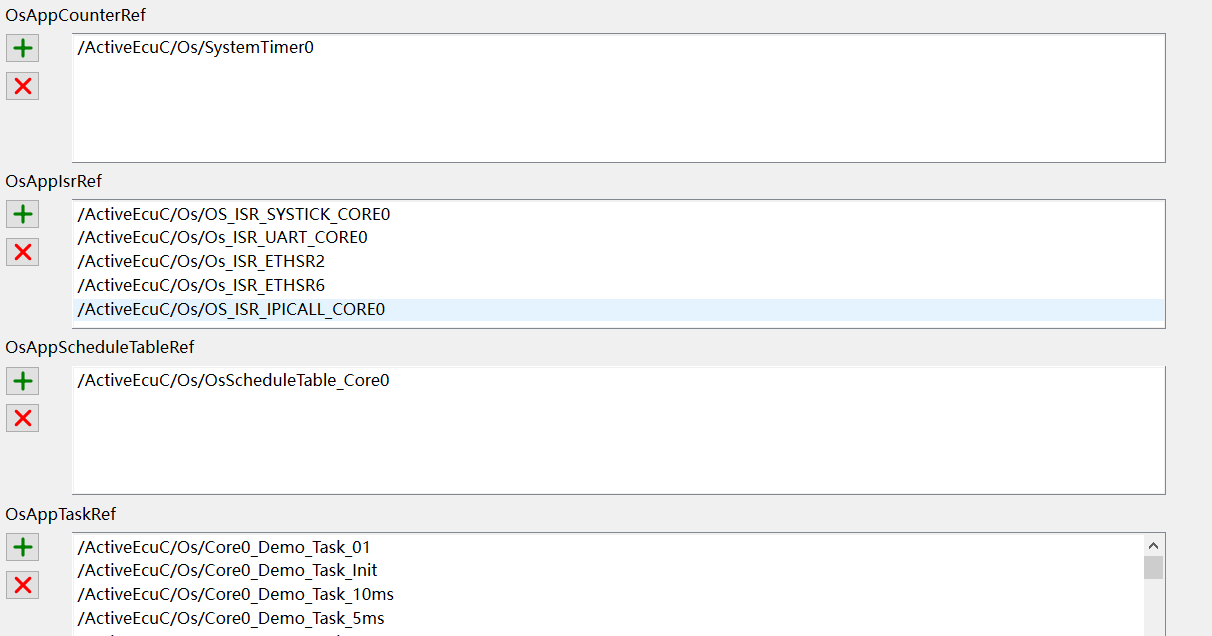 OsAppCounterRef
/ActiveEcuC/Os/SystemTimer0
OsAppIsrRef
/ActiveEcuC/Os/OS_ISR_SYSTICK_CORE0
/ActiveEcuC/Os/Os_ISR_UART_CORE0
/ActiveEcuC/Os/Os_ISR_ETHSR2
/ActiveEcuC/Os/Os_ISR_ETHSR6
/ActiveEcuC/Os/OS_ISR_IPICALL_CORE0
OsAppScheduleTableRef
/ActiveEcuC/Os/OsScheduleTable_Core0
OsAppTaskRef
/ActiveEcuC/Os/Core0_Demo_Task_01
/ActiveEcuC/Os/Core0_Demo_Task_Init
/ActiveEcuC/Os/Core0_Demo_Task_10ms
/ActiveEcuC/Os/Core0_Demo_Task_5ms